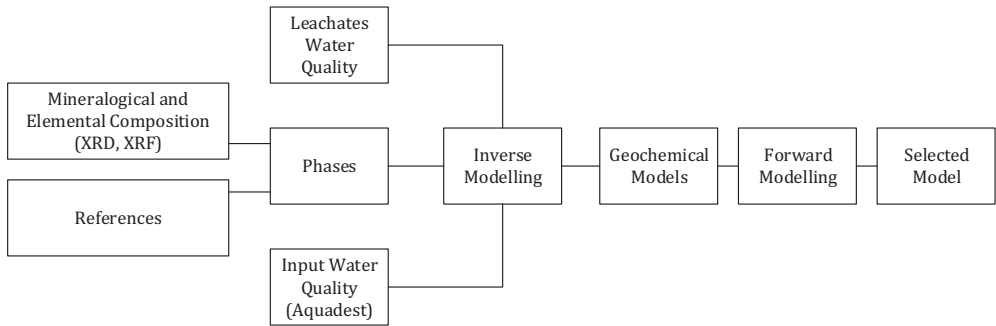 Leachates
Water
Quality
Mineralogical and
Elemental Composition
(XRD, XRF)
References
Phases
Input Water
Quality
(Aquadest)
Inverse
Modelling
Geochemical
Models
Forward
Modelling
Selected
Model